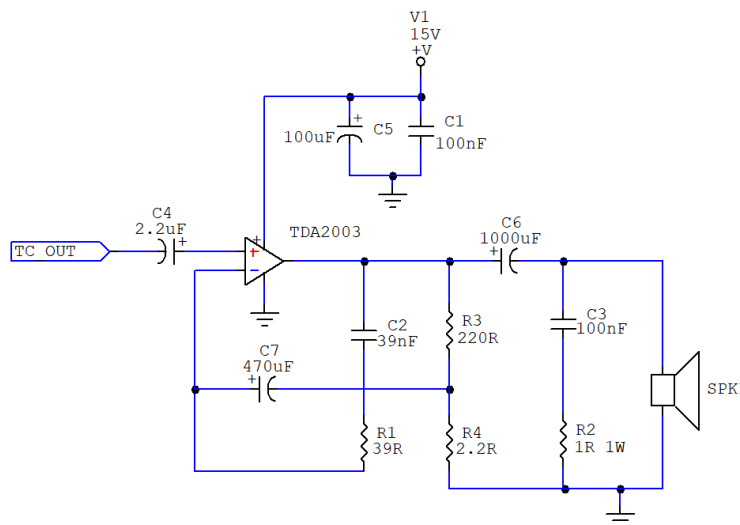 V1
15V
+V
+
100uF
C5
C1
100nF
C4
2.2uF
+
TC OUT
+
+
−
TDA2003
C6
1000uF
+
C2
39nF
R3
220R
C3
100nF
C7
470uF
+
SPK
R1
39R
R4
2.2R
R2
1R 1W